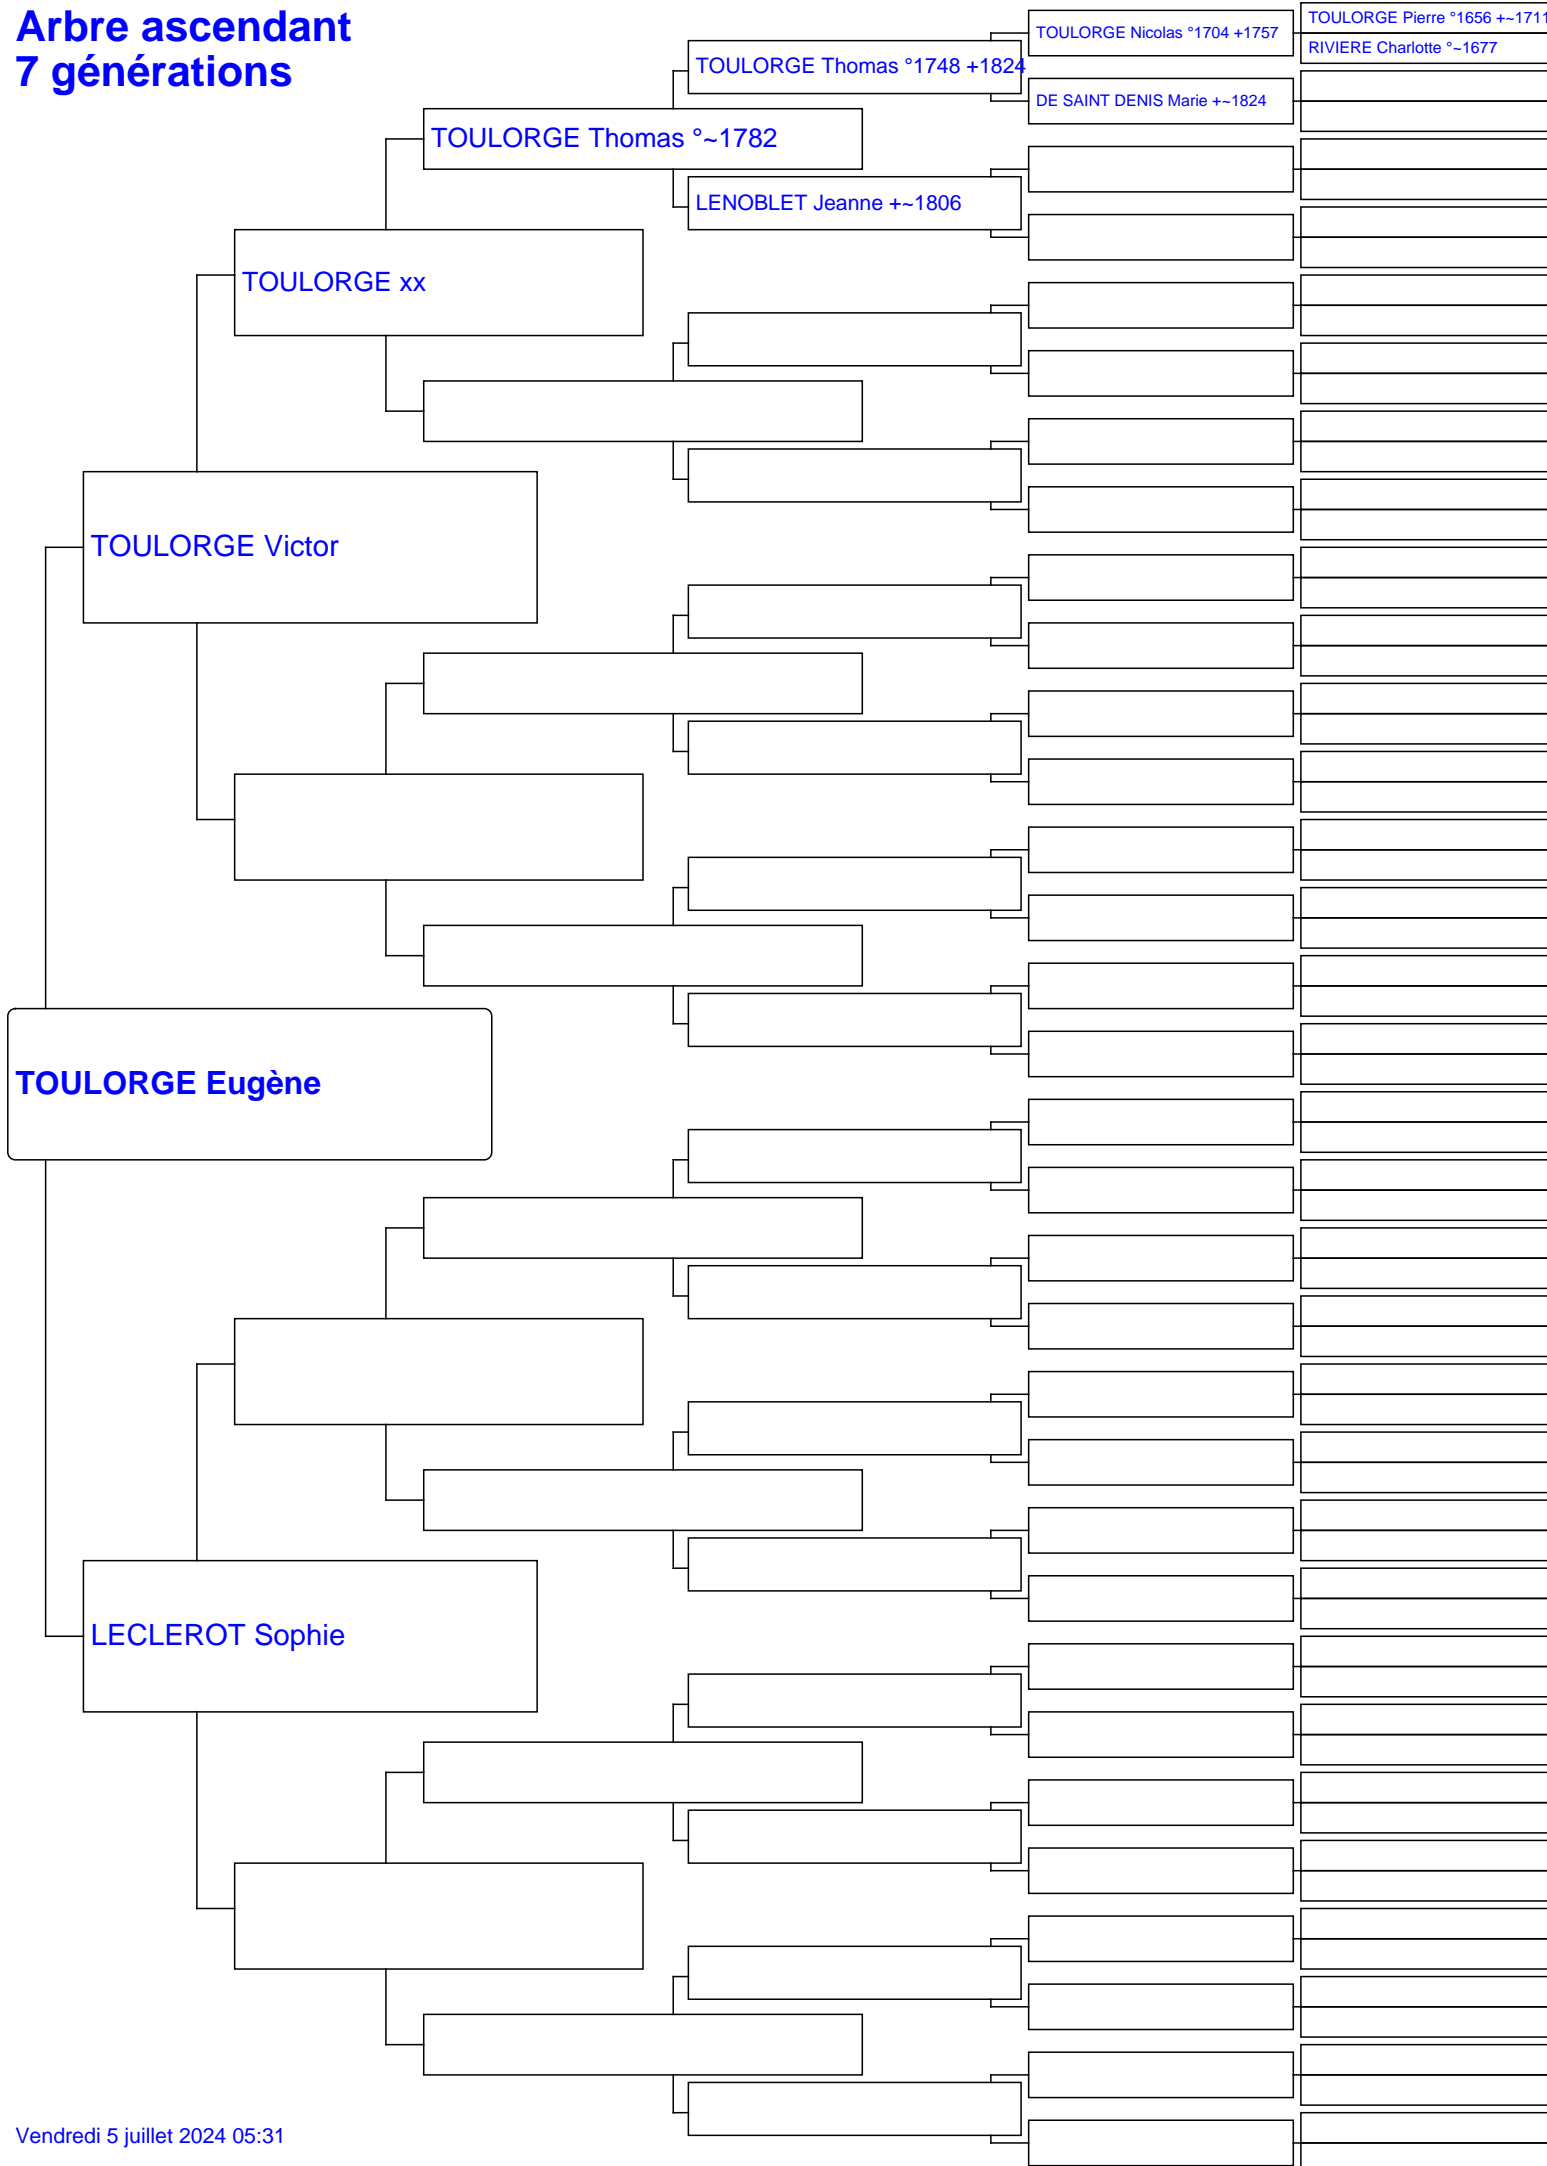 Arbre ascendant
7 générations
TOULORGE Pierre °1656 +~1711
RIVIERE Charlotte °~1677
TOULORGE Nicolas °1704 +1757
TOULORGE Thomas °1748 +1824
DE SAINT DENIS Marie +~1824
TOULORGE Thomas °~1782
LENOBLET Jeanne +~1806
TOULORGE xx
TOULORGE Victor
TOULORGE Eugène
LECLEROT Sophie
Vendredi 5 juillet 2024 05:31